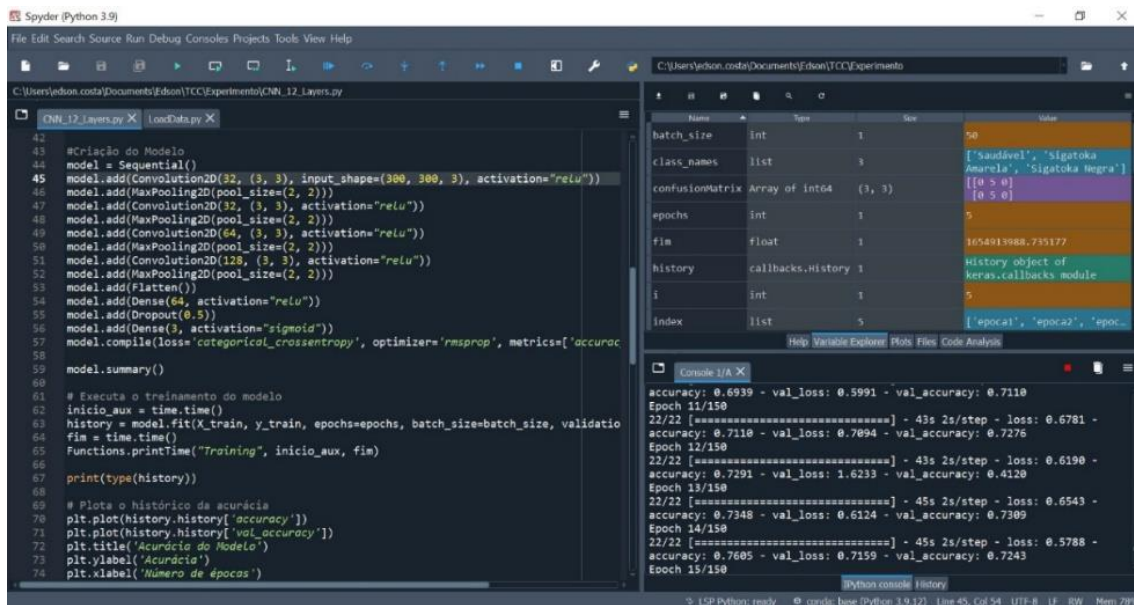 Spyder (Python 3.9)
File Edit Search Source Run Debug Consoles Projects Tools View Help
C:\Users\edson.costa\Documents\Edson\TCC\Experimento
C:\Users\edson.costa\Documents\Edson\TCC\Experimento\CNN_12_Layers.py
CNN_12_Layers.py X LoadData.py X
42
43 #Criação do Modelo
44 model = Sequential()
45 model.add(Convolution2D(32, (3, 3), input_shape=(300, 300, 3), activation="relu"))
46 model.add(MaxPooling2D(pool_size=(2, 2)))
47 model.add(Convolution2D(32, (3, 3), activation="relu"))
48 model.add(MaxPooling2D(pool_size=(2, 2)))
49 model.add(Convolution2D(64, (3, 3), activation="relu"))
50 model.add(MaxPooling2D(pool_size=(2, 2)))
51 model.add(Convolution2D(128, (3, 3), activation="relu"))
52 model.add(MaxPooling2D(pool_size=(2, 2)))
53 model.add(Flatten())
54 model.add(Dense(64, activation="relu"))
55 model.add(Dropout(0.5))
56 model.add(Dense(3, activation="sigmoid"))
57 model.compile(loss='categorical_crossentropy', optimizer='rmsprop', metrics=['accurac
58
59 model.summary()
60
61 # Executa o treinamento do modelo
62 inicio_aux = time.time()
63 history = model.fit(X_train, y_train, epochs=epochs, batch_size=batch_size, validatio
64 fim = time.time()
65 Functions.printTime("Training", inicio_aux, fim)
66
67 print(type(history))
68
69 # Plota o histórico da acurácia
70 plt.plot(history.history['accuracy'])
71 plt.plot(history.history['val_accuracy'])
72 plt.title('Acurácia do Modelo')
73 plt.ylabel('Acurácia')
74 plt.xlabel('Número de épocas')
Name Type Size Value
batch_size int 1 50
class_names list 3 ['Saudável', 'Sigatoka
Amarela', 'Sigatoka Negra']
confusionMatrix Array of int64 (3, 3) [[0 5 0]
[0 5 0]
epochs int 1 5
fim float 1 1654913988.735177
history callbacks.History 1 History object of
keras.callbacks module
i int 1 5
index list 5 ['epoca1', 'epoca2', 'epoc...
Help Variable Explorer Plots Files Code Analysis
Console 1/A X
accuracy: 0.6939 - val_loss: 0.5991 - val_accuracy: 0.7110
Epoch 11/150
22/22 [==============================] - 43s 2s/step - loss: 0.6781 -
accuracy: 0.7110 - val_loss: 0.7094 - val_accuracy: 0.7276
Epoch 12/150
22/22 [==============================] - 43s 2s/step - loss: 0.6190 -
accuracy: 0.7291 - val_loss: 1.6233 - val_accuracy: 0.4120
Epoch 13/150
22/22 [==============================] - 45s 2s/step - loss: 0.6543 -
accuracy: 0.7348 - val_loss: 0.6124 - val_accuracy: 0.7309
Epoch 14/150
22/22 [==============================] - 45s 2s/step - loss: 0.5788 -
accuracy: 0.7605 - val_loss: 0.7159 - val_accuracy: 0.7243
Epoch 15/150
IPython console History
LSP Python: ready conda: base (Python 3.9.12) Line 45, Col 54 UTF-8 LF RW Mem 78%